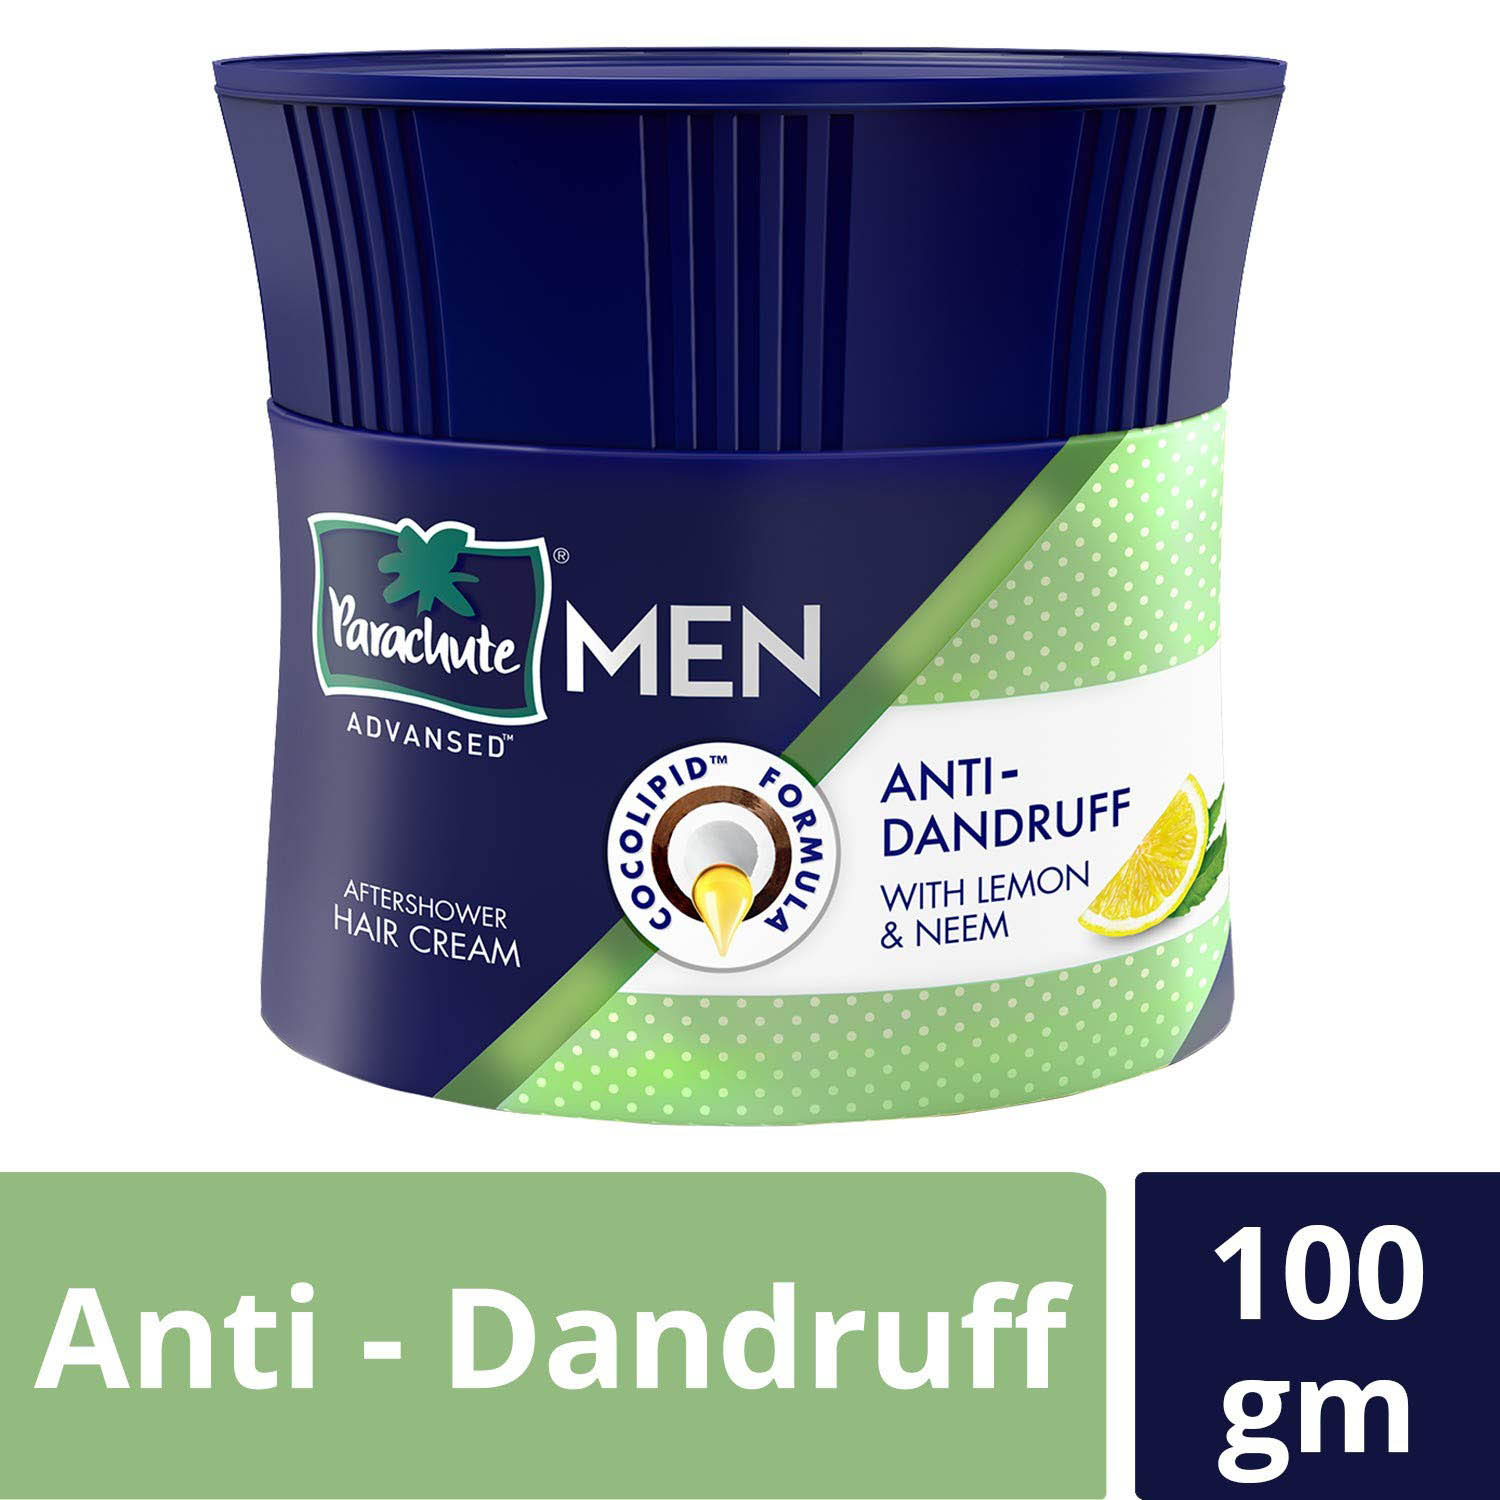 Parachute®
ADVANSED™
MEN
COCOLIPID™ FORMULA
ANTI-
DANDRUFF
WITH LEMON
& NEEM
AFTERSHOWER
HAIR CREAM
Anti - Dandruff
100
gm